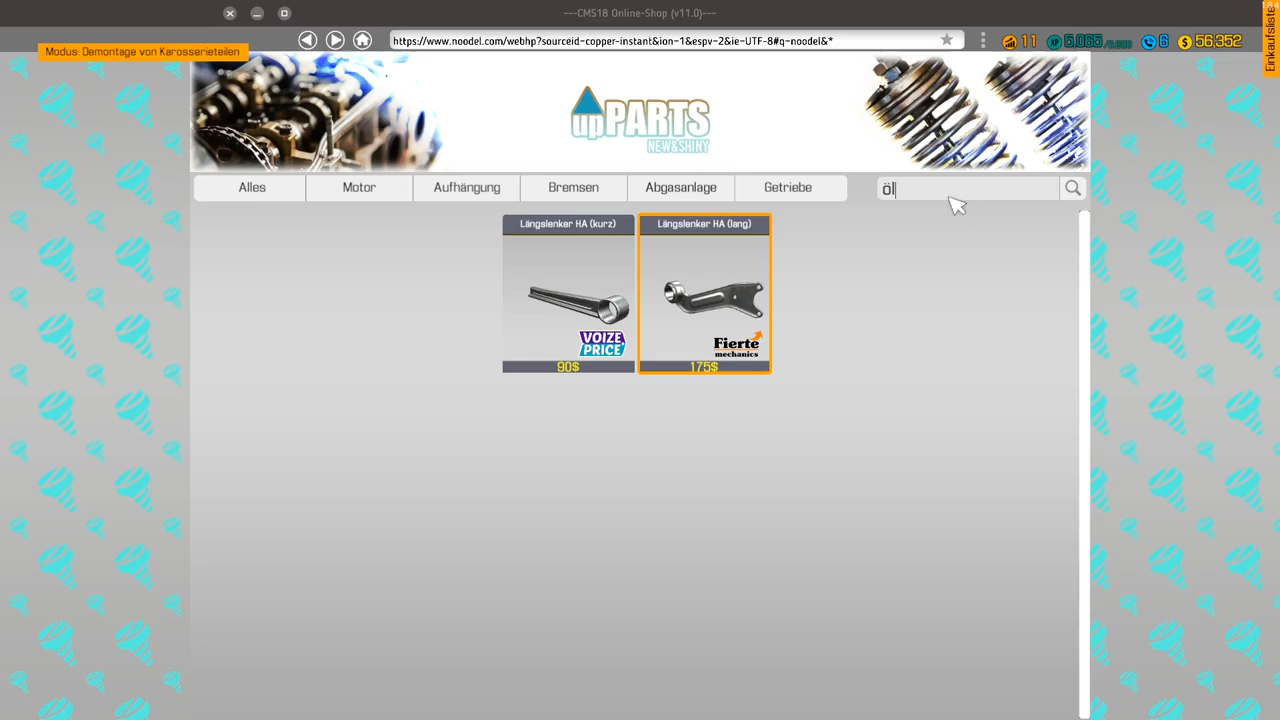 ---CMS18 Online-Shop (v11.0)---
https://www.noodel.com/webhp?sourceid-copper-instant&ion-1&espv-2&ie-UTF-8#q-noodel&*
11
XP 5,065
6
$ 56,352
Einkaufsliste
Modus: Demontage von Karosserieteilen
upPARTS
NEW&SHINY
Alles
Motor
Aufhängung
Bremsen
Abgasanlage
Getriebe
öl
Längslenker HA (kurz)
Längslenker HA (lang)
VOIZE
PRICE
Fierté
mechanics
90$
175$